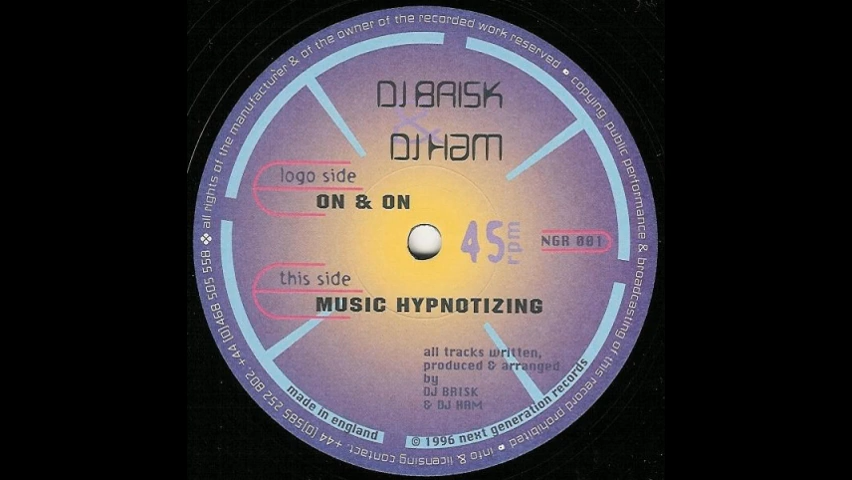 DJ BRISK
&
DJ HAM
logo side
ON & ON
45 rpm
NGR 001
this side
MUSIC HYPNOTIZING
all tracks written,
produced & arranged
by
DJ BRISK
& DJ HAM
made in england
© 1996 next generation records
❖ all rights of the manufacturer & of the owner of the recorded work reserved • copying, public performance & broadcasting of this record prohibited • info & licensing contact. +44 (0)585 252 802. +44 (0)468 505 558